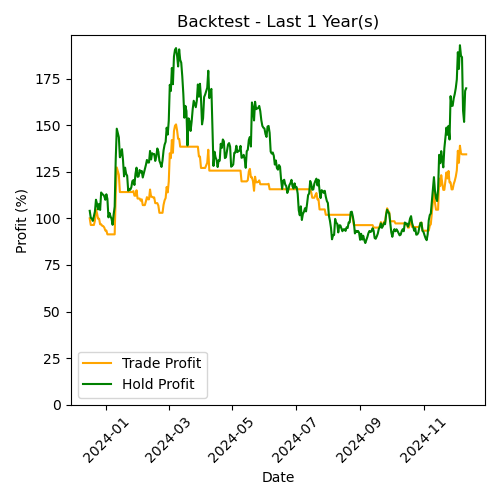 Backtest - Last 1 Year(s)
Profit (%)
175
150
125
100
75
50
25
0
Trade Profit
Hold Profit
2024-01
2024-03
2024-05
2024-07
2024-09
2024-11
Date